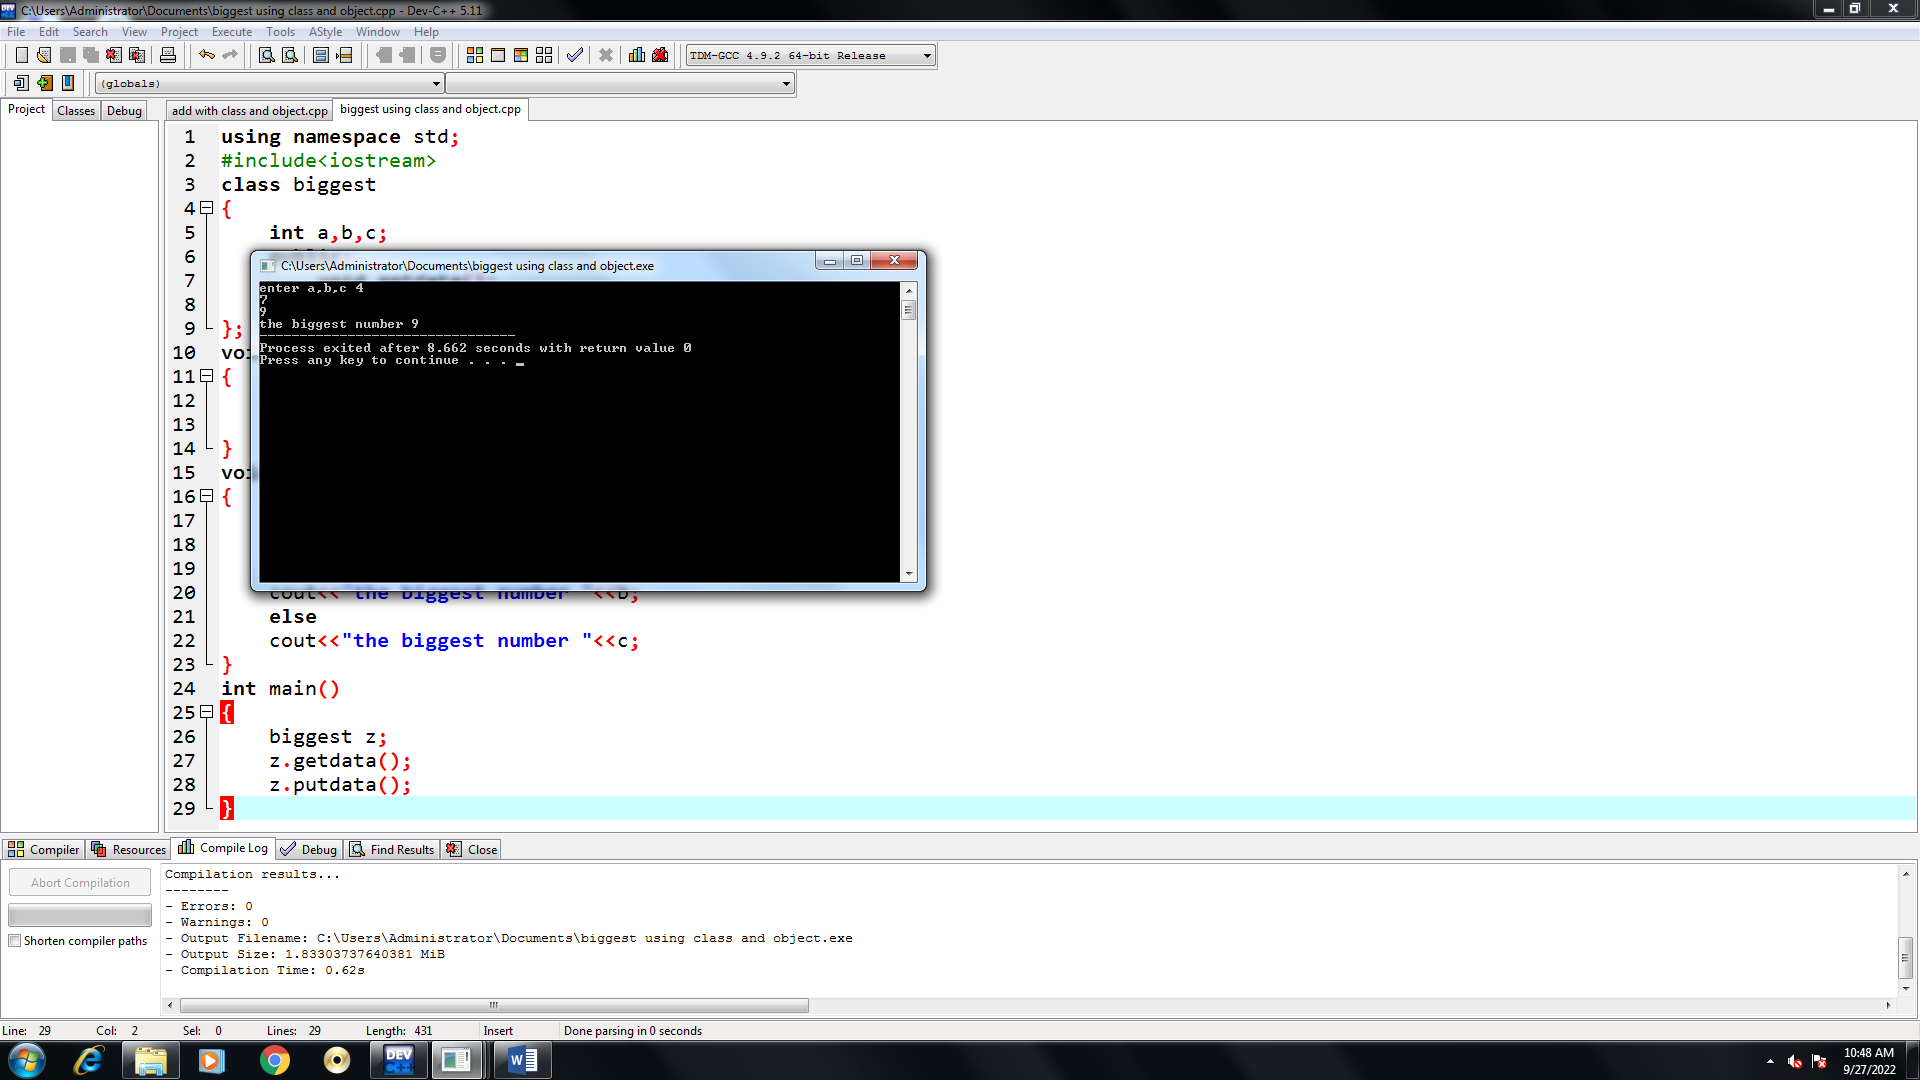 C:\Users\Administrator\Documents\biggest using class and object.cpp - Dev-C++ 5.11
File Edit Search View Project Execute Tools AStyle Window Help
TDM-GCC 4.9.2 64-bit Release
(globals)
Project Classes Debug
add with class and object.cpp biggest using class and object.cpp
1 using namespace std;
2 #include<iostream>
3 class biggest
4 {
5 int a,b,c;
6
7
8
9 };
10 voi
11 {
12
13
14 }
15 voi
16 {
17
18
19
20 cout<<"the biggest number "<<b;
21 else
22 cout<<"the biggest number "<<c;
23 }
24 int main()
25 {
26 biggest z;
27 z.getdata();
28 z.putdata();
29 }
C:\Users\Administrator\Documents\biggest using class and object.exe
enter a,b,c 4
7
9
the biggest number 9
--------------------------------
Process exited after 8.662 seconds with return value 0
Press any key to continue . . . _
Compiler Resources Compile Log Debug Find Results Close
Abort Compilation
Shorten compiler paths
Compilation results...
--------
- Errors: 0
- Warnings: 0
- Output Filename: C:\Users\Administrator\Documents\biggest using class and object.exe
- Output Size: 1.83303737640381 MiB
- Compilation Time: 0.62s
Line: 29 Col: 2 Sel: 0 Lines: 29 Length: 431 Insert Done parsing in 0 seconds
DEV
C++
W
10:48 AM
9/27/2022